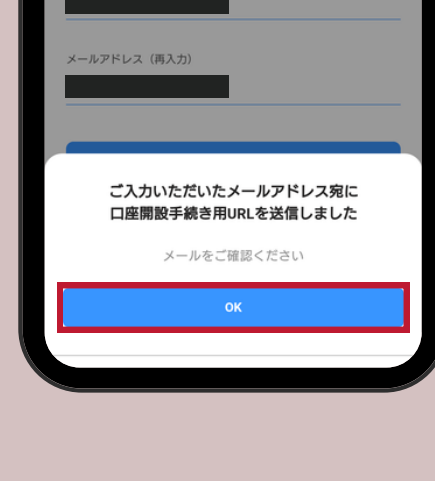 メールアドレス（再入力）
ご入力いただいたメールアドレス宛に
口座開設手続き用URLを送信しました
メールをご確認ください
OK